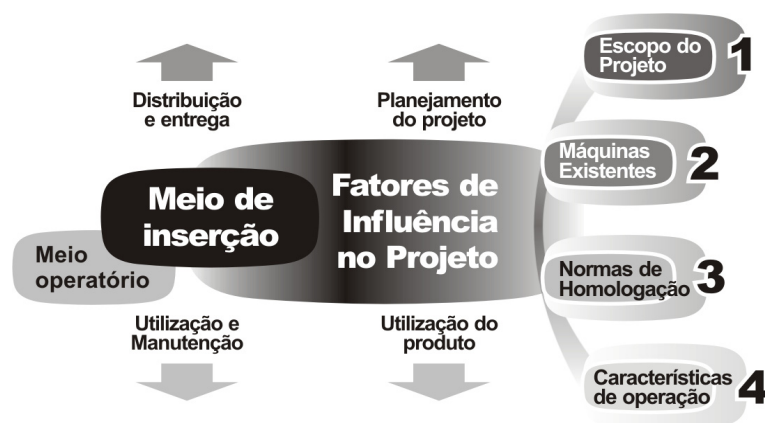 Distribuição
e entrega
Planejamento
do projeto
Escopo do
Projeto
1
Máquinas
Existentes
2
Meio de
inserção
Fatores de
Influência
no Projeto
Meio
operatório
Normas de
Homologação
3
Utilização e
Manutenção
Utilização do
produto
Características
de operação
4